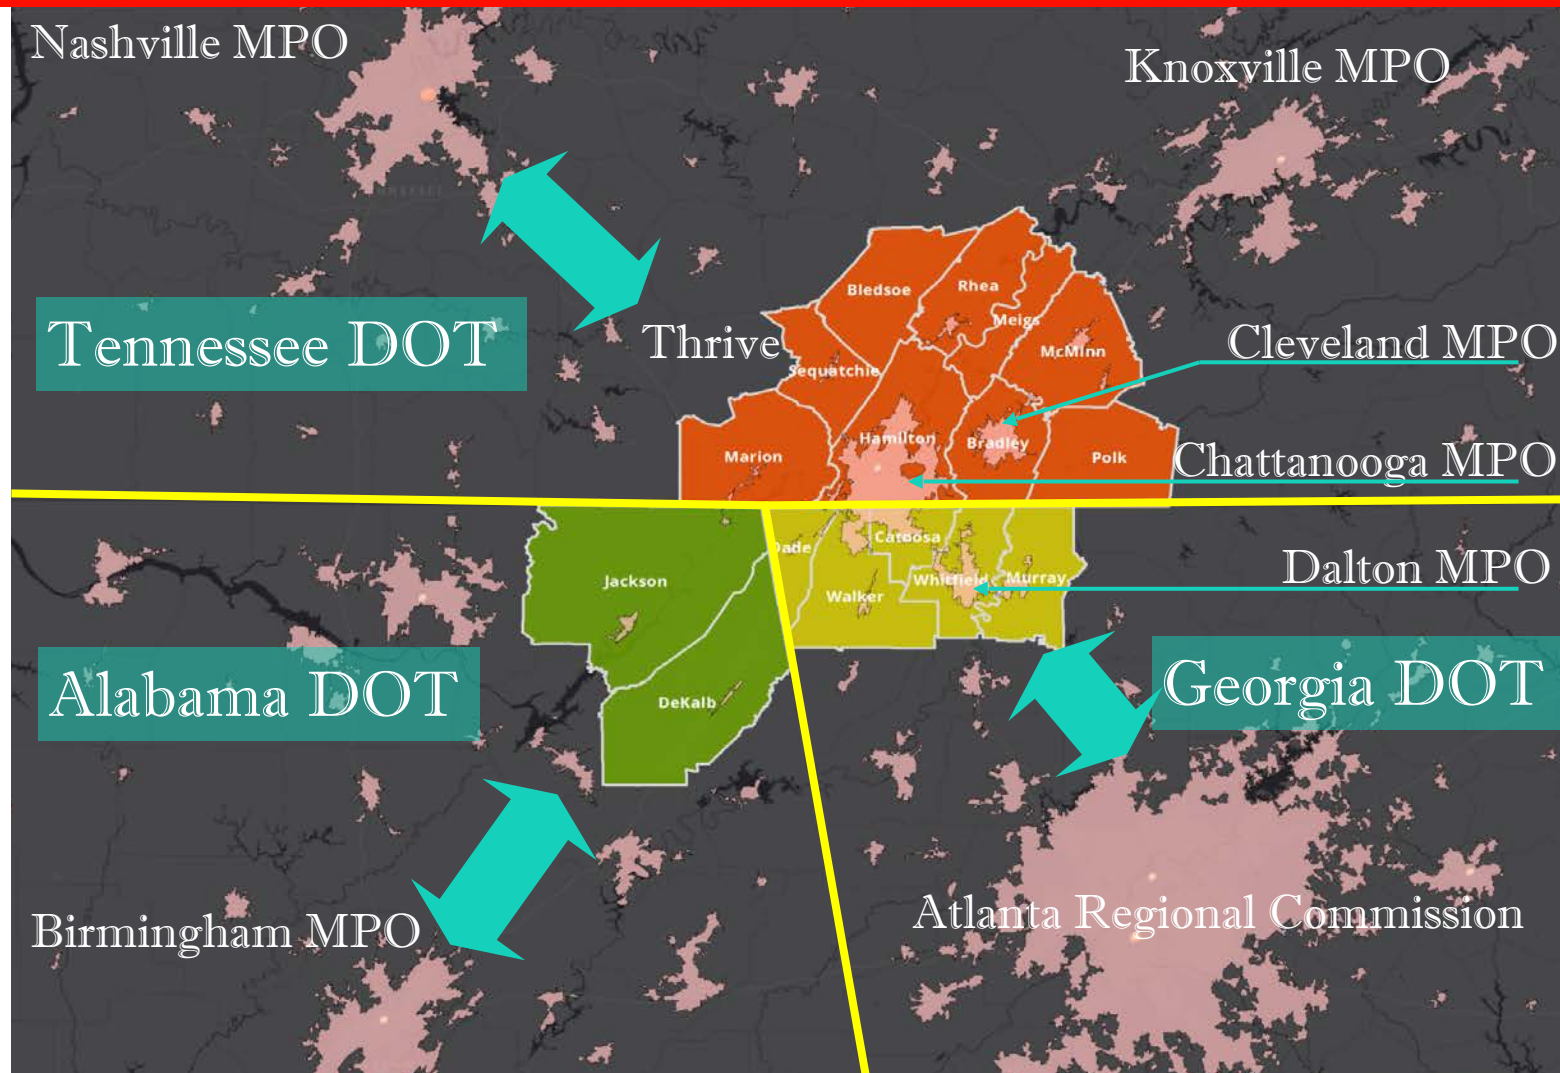 Nashville MPO
Knoxville MPO
Bledsoe
Rhea
Meigs
Tennessee DOT
Thrive
Cleveland MPO
McMinn
Sequatchie
Hamilton
Bradley
Marion
Polk
Chattanooga MPO
Dade
Catoosa
Jackson
Whitfield
Murray
Dalton MPO
Walker
Alabama DOT
DeKalb
Georgia DOT
Birmingham MPO
Atlanta Regional Commission